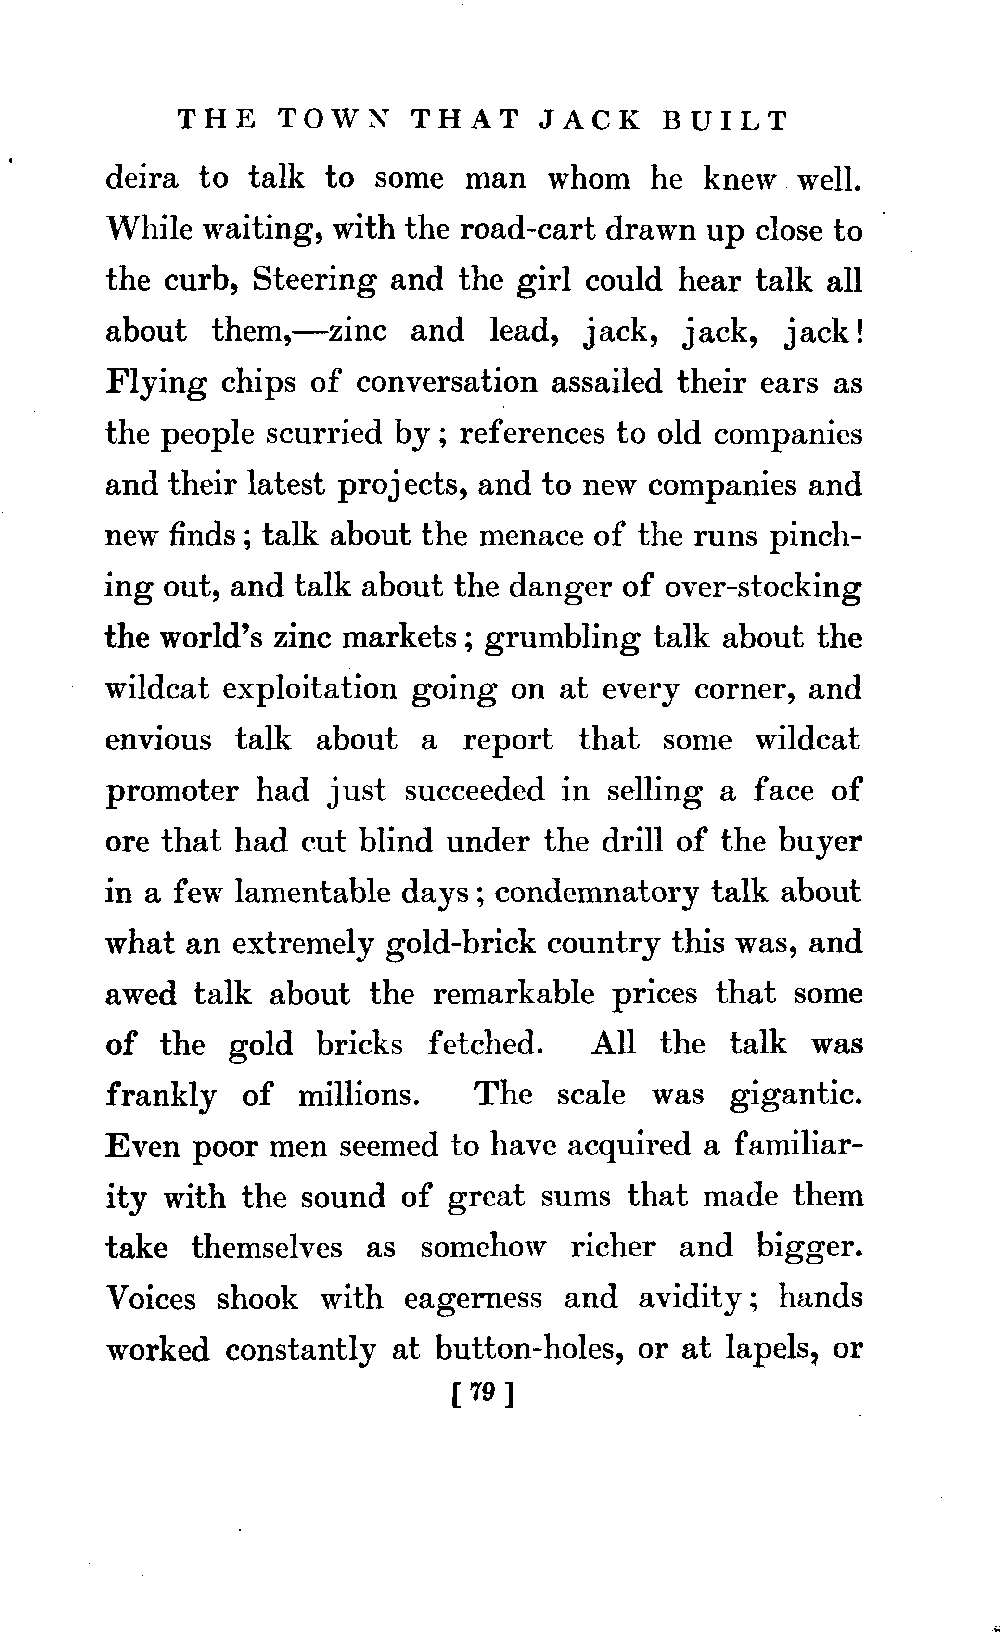 THE TOWN THAT JACK BUILT
deira to talk to some man whom he knew well.
While waiting, with the road-cart drawn up close to
the curb, Steering and the girl could hear talk all
about them,—zinc and lead, jack, jack, jack!
Flying chips of conversation assailed their ears as
the people scurried by; references to old companies
and their latest projects, and to new companies and
new finds; talk about the menace of the runs pinch-
ing out, and talk about the danger of over-stocking
the world's zinc markets; grumbling talk about the
wildcat exploitation going on at every corner, and
envious talk about a report that some wildcat
promoter had just succeeded in selling a face of
ore that had cut blind under the drill of the buyer
in a few lamentable days; condemnatory talk about
what an extremely gold-brick country this was, and
awed talk about the remarkable prices that some
of the gold bricks fetched. All the talk was
frankly of millions. The scale was gigantic.
Even poor men seemed to have acquired a familiar-
ity with the sound of great sums that made them
take themselves as somehow richer and bigger.
Voices shook with eagerness and avidity; hands
worked constantly at button-holes, or at lapels, or
[ 79 ]